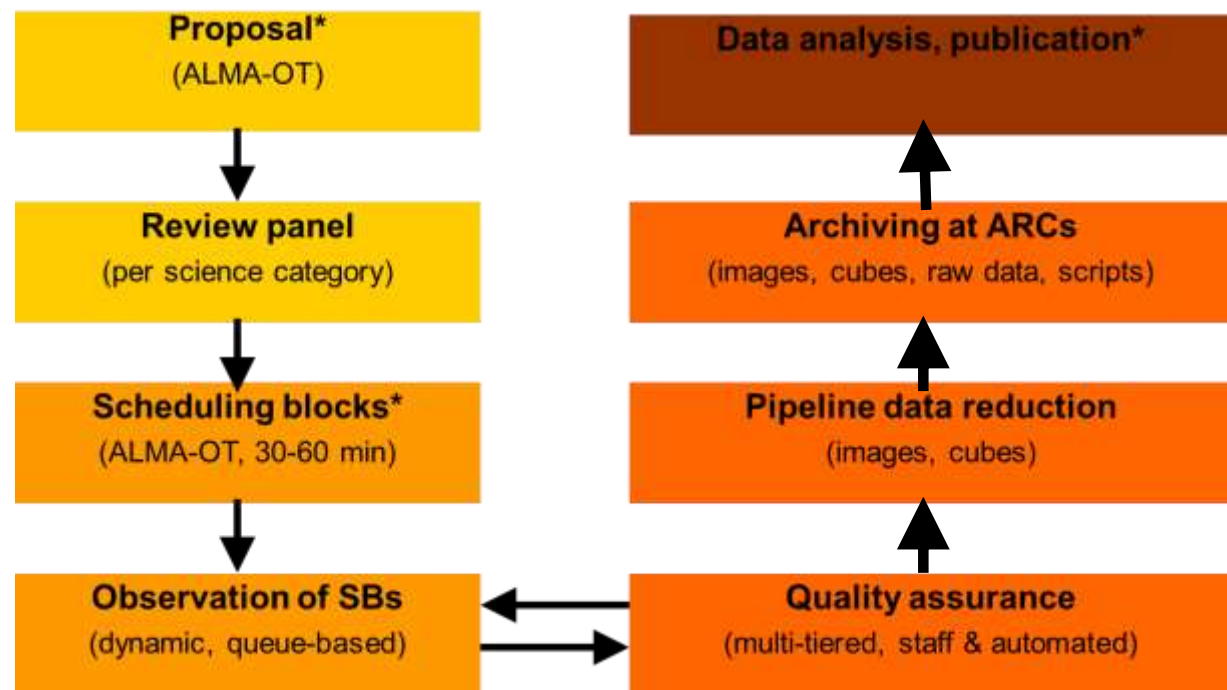 Proposal*
(ALMA-OT)
Review panel
(per science category)
Scheduling blocks*
(ALMA-OT, 30-60 min)
Observation of SBs
(dynamic, queue-based)
Data analysis, publication*
Archiving at ARCs
(images, cubes, raw data, scripts)
Pipeline data reduction
(images, cubes)
Quality assurance
(multi-tiered, staff & automated)